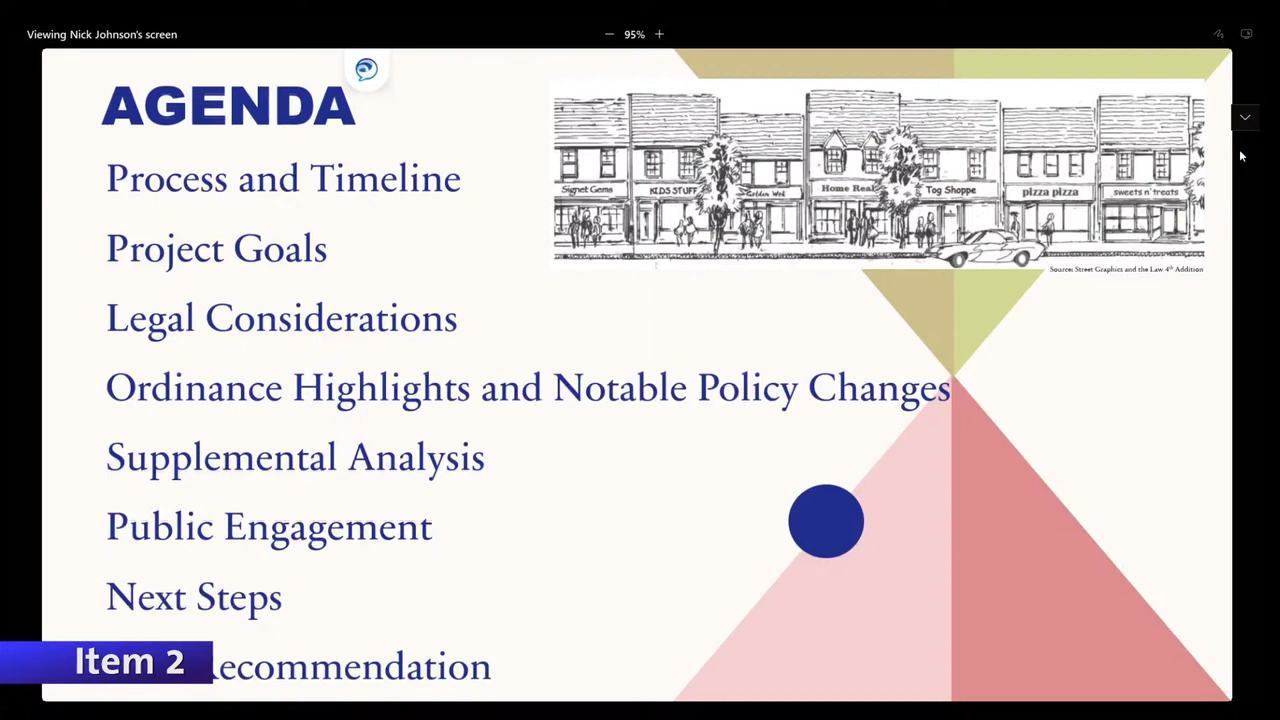 Viewing Nick Johnson's screen
95%
AGENDA
Signet Gems
KIDS STUFF
Golden Wok
Home Real
Tog Shoppe
pizza pizza
sweets n' treats
Source: Street Graphics and the Law 4th Addition
Process and Timeline
Project Goals
Legal Considerations
Ordinance Highlights and Notable Policy Changes
Supplemental Analysis
Public Engagement
Next Steps
ecommendation
Item 2